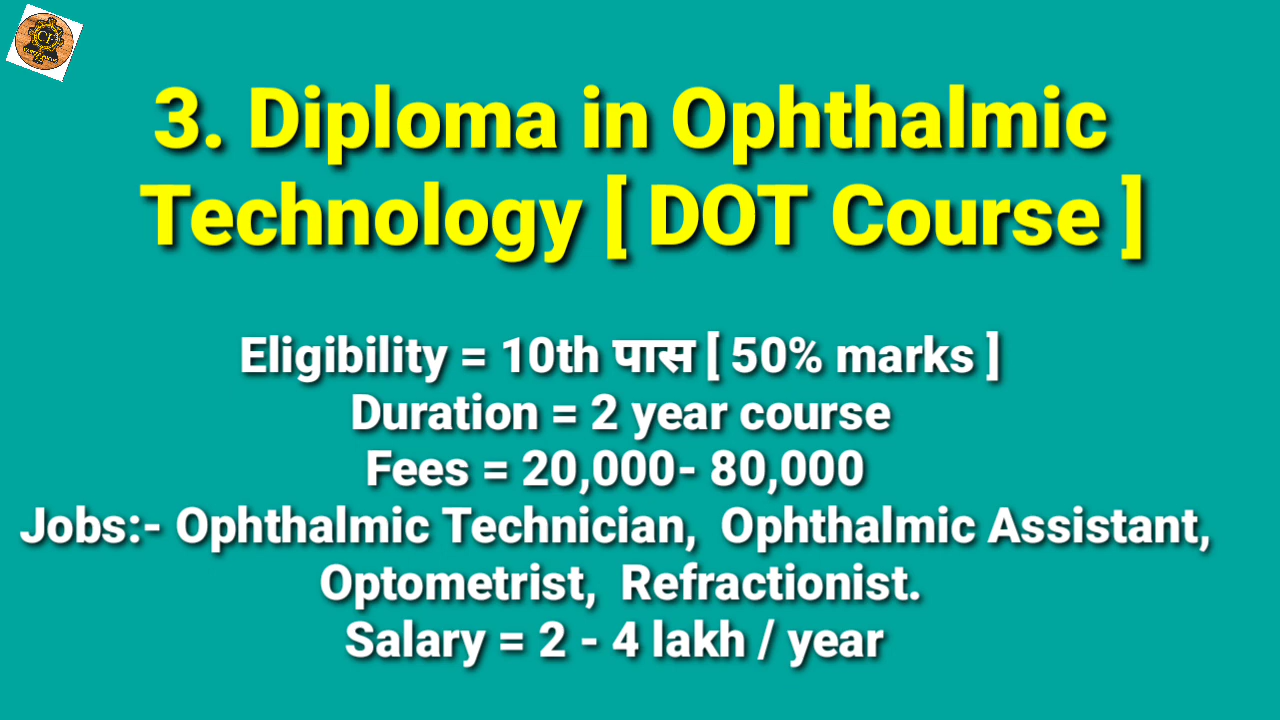 3. Diploma in Ophthalmic
Technology [ DOT Course ]
Eligibility = 10th पास [ 50% marks ]
Duration = 2 year course
Fees = 20,000- 80,000
Jobs:- Ophthalmic Technician, Ophthalmic Assistant,
Optometrist, Refractionist.
Salary = 2 - 4 lakh / year